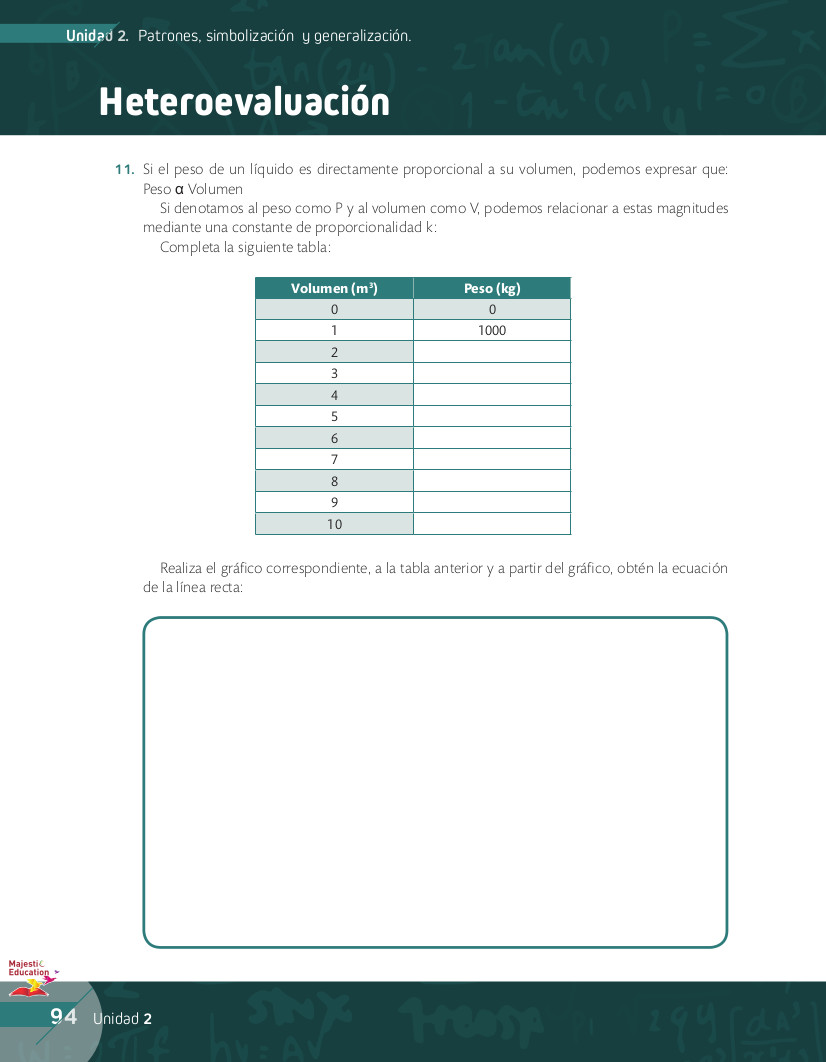 Unidad 2. Patrones, simbolización y generalización.
Heteroevaluación
11. Si el peso de un líquido es directamente proporcional a su volumen, podemos expresar que:
Peso α Volumen
Si denotamos al peso como P y al volumen como V, podemos relacionar a estas magnitudes
mediante una constante de proporcionalidad k:
Completa la siguiente tabla:
Volumen (m³) Peso (kg)
0 0
1 1000
2
3
4
5
6
7
8
9
10
Realiza el gráfico correspondiente, a la tabla anterior y a partir del gráfico, obtén la ecuación
de la línea recta:
Majestic
Education
94 Unidad 2